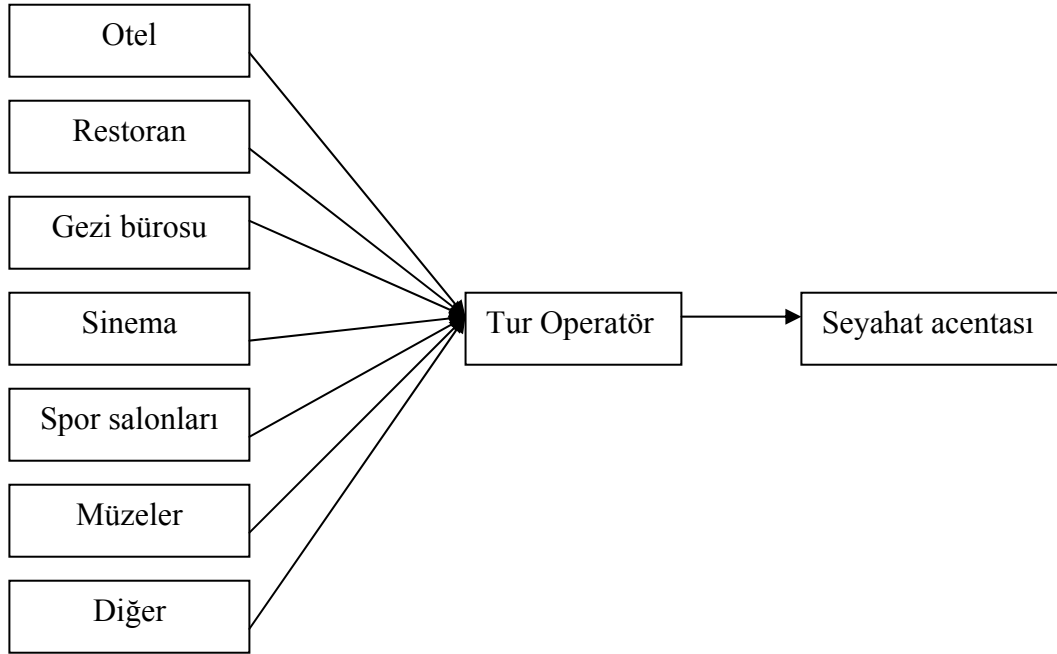 Otel
Restoran
Gezi bürosu
Sinema
Spor salonları
Müzeler
Diğer
Tur Operatör
Seyahat acentası